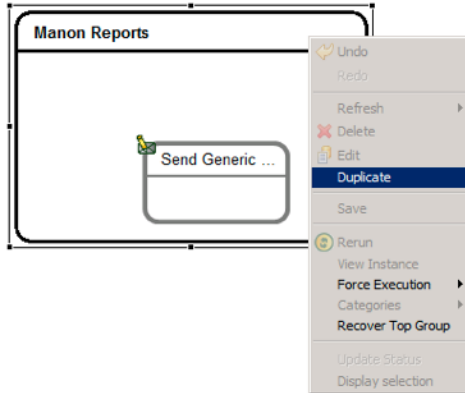 Manon Reports
Send Generic ...
Undo
Redo
Refresh
Delete
Edit
Duplicate
Save
Rerun
View Instance
Force Execution
Categories
Recover Top Group
Update Status
Display selection